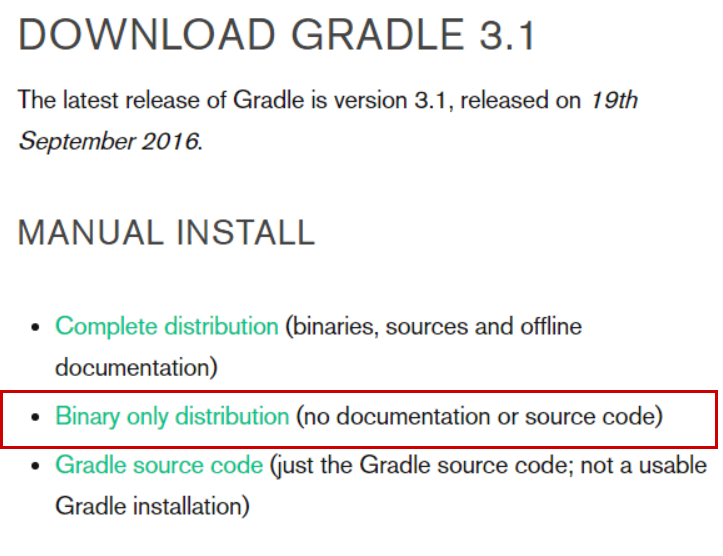 DOWNLOAD GRADLE 3.1
The latest release of Gradle is version 3.1, released on 19th
September 2016.
MANUAL INSTALL
• Complete distribution (binaries, sources and offline
documentation)
• Binary only distribution (no documentation or source code)
• Gradle source code (just the Gradle source code; not a usable
Gradle installation)